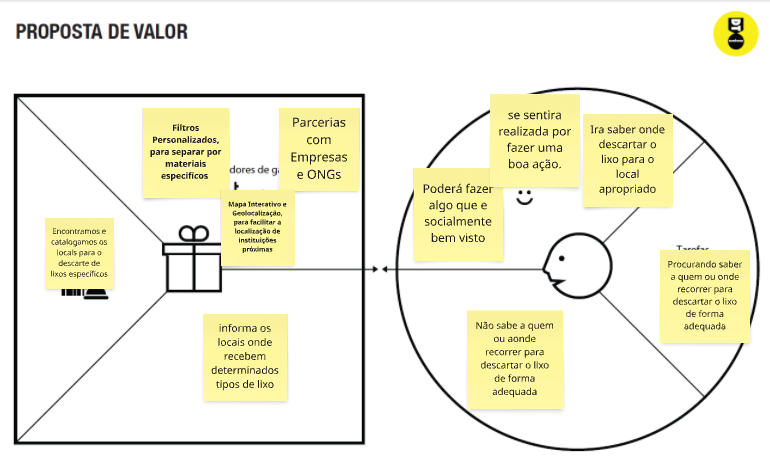 PROPOSTA DE VALOR
Filtros
Personalizados,
para separar por
materiais
específicos
Parcerias
com
Empresas
e ONGs
dores de ga
Mapa Interativo e
Geolocalização,
para facilitar a
localização de
instituições
próximas
Encontramos e
catalogamos os
locais para o
descarte de
lixos específicos
informa os
locais onde
recebem
determinados
tipos de lixo
se sentira
realizada por
fazer uma
boa ação.
Ira saber onde
descartar o
lixo para o
local
apropriado
Poderá fazer
algo que e
socialmente
bem visto
Tarefas
Procurando saber
a quem ou onde
recorrer para
descartar o lixo
de forma
adequada
Não sabe a quem
ou aonde
recorrer para
descartar o lixo
de forma
adequada